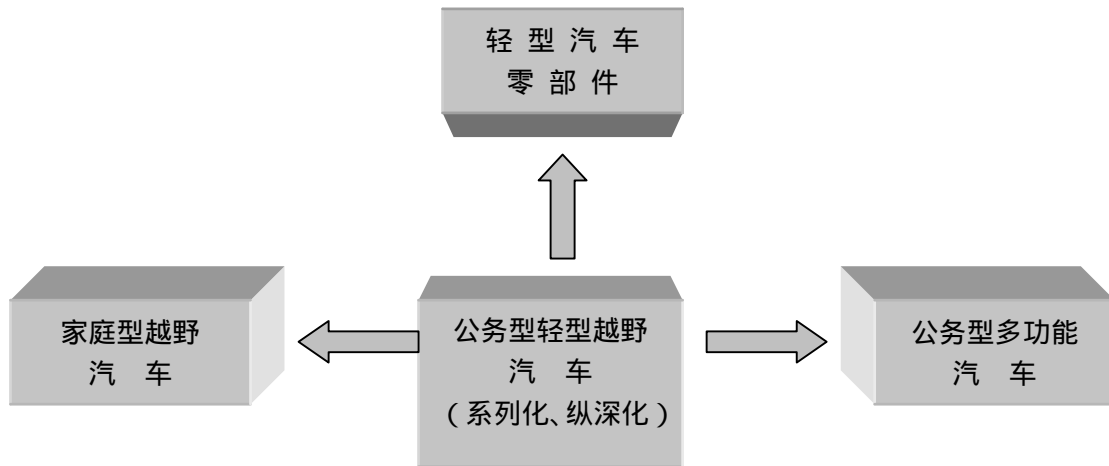 轻 型 汽 车
零 部 件
家庭型越野
汽 车
公务型轻型越野
汽 车
（系列化、纵深化）
公务型多功能
汽 车